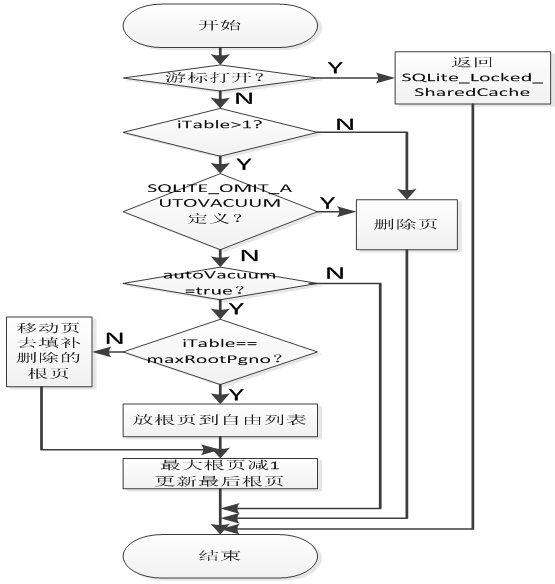 开始
游标打开？
Y
返回
SQLite_Locked_
SharedCache
N
iTable>1?
N
Y
SQLITE_OMIT_A
UTOVACUUM
定义？
Y
删除页
N
autoVacuum
=true？
N
Y
移动页
去填补
删除的
根页
N
iTable==
maxRootPgno？
Y
放根页到自由列表
最大根页减1
更新最后根页
结束